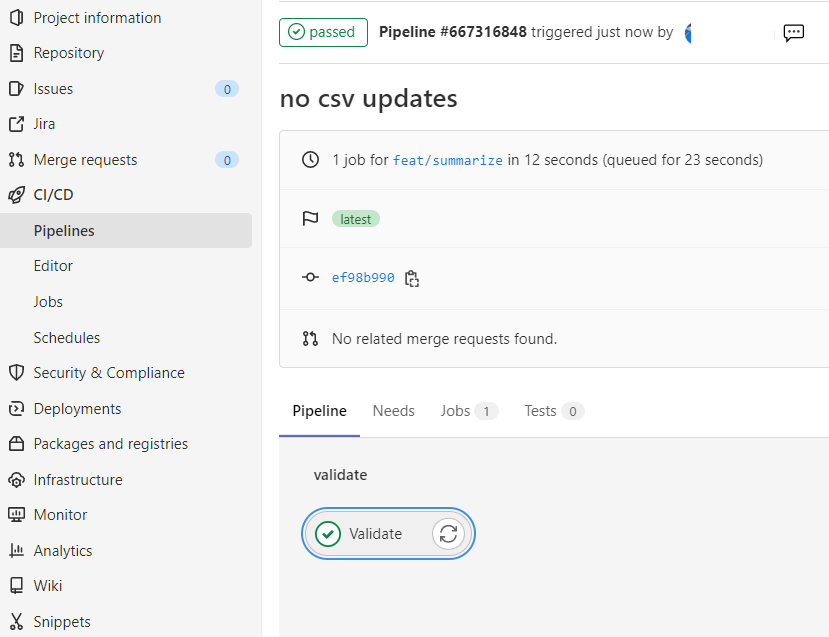 Project information
Repository
Issues 0
Jira
Merge requests 0
CI/CD
Pipelines
Editor
Jobs
Schedules
Security & Compliance
Deployments
Packages and registries
Infrastructure
Monitor
Analytics
Wiki
Snippets
passed Pipeline #667316848 triggered just now by
no csv updates
1 job for feat/summarize in 12 seconds (queued for 23 seconds)
latest
ef98b990
No related merge requests found.
Pipeline Needs Jobs 1 Tests 0
validate
Validate